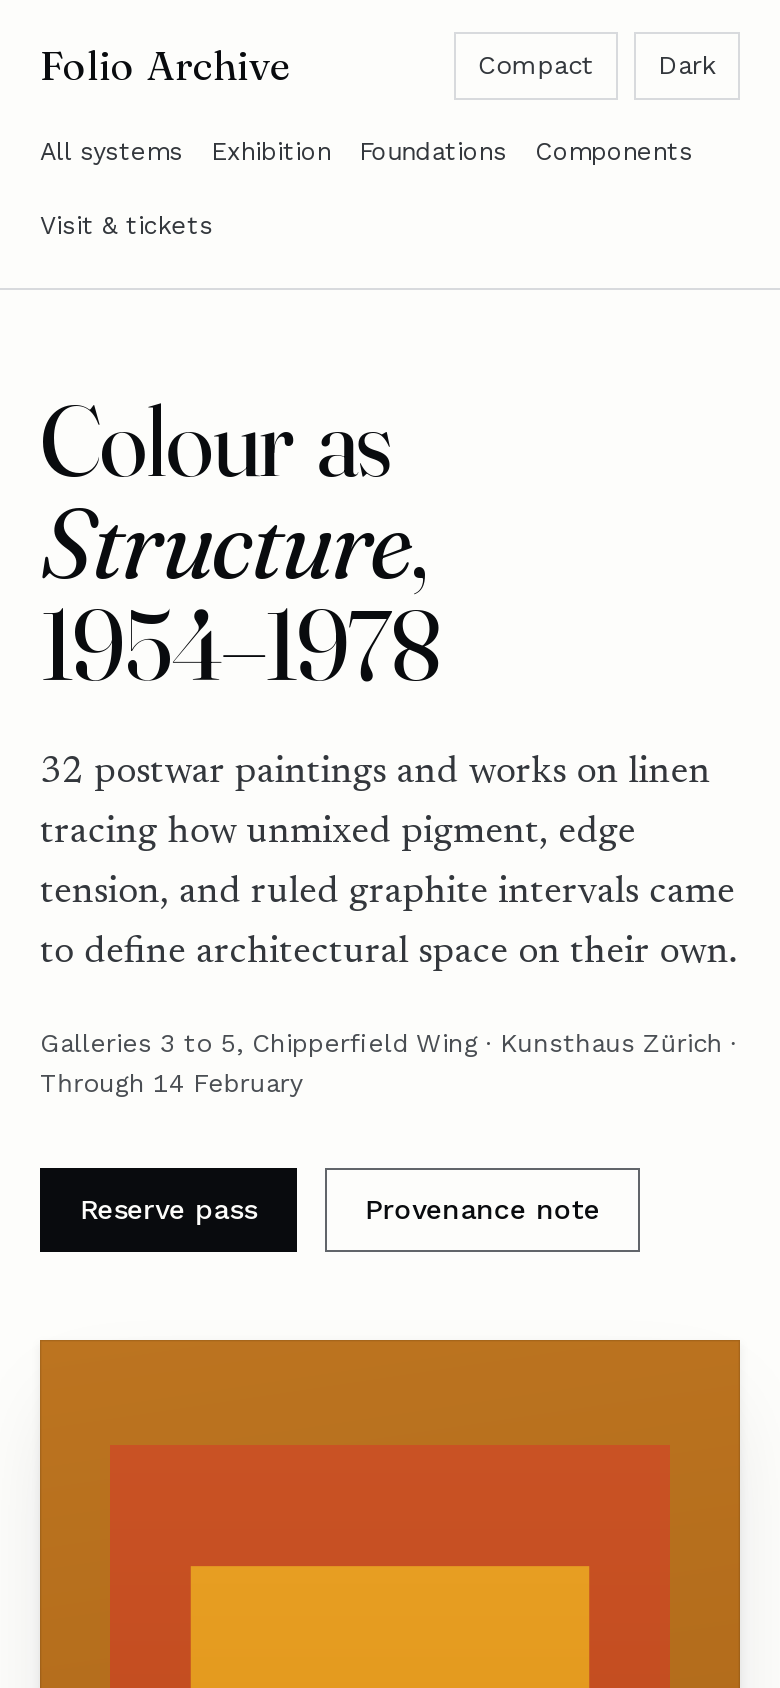 Folio Archive
Compact
Dark
All systems Exhibition Foundations Components
Visit & tickets
Colour as
Structure,
1954–1978
32 postwar paintings and works on linen
tracing how unmixed pigment, edge
tension, and ruled graphite intervals came
to define architectural space on their own.
Galleries 3 to 5, Chipperfield Wing · Kunsthaus Zürich ·
Through 14 February
Reserve pass
Provenance note